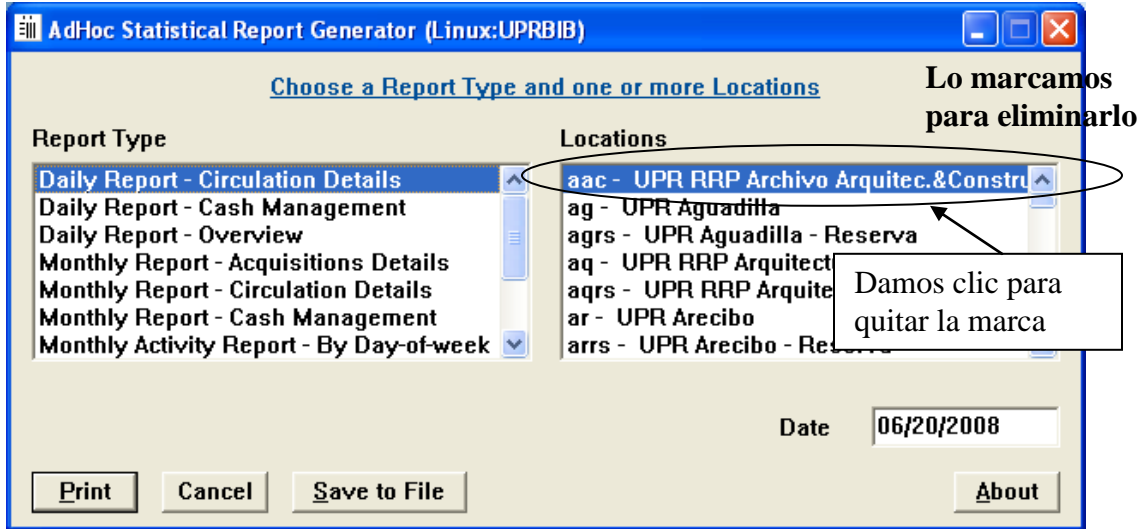 AdHoc Statistical Report Generator (Linux:UPRBIB)
Choose a Report Type and one or more Locations
Lo marcamos
para eliminarlo
Report Type
Daily Report - Circulation Details
Daily Report - Cash Management
Daily Report - Overview
Monthly Report - Acquisitions Details
Monthly Report - Circulation Details
Monthly Report - Cash Management
Monthly Activity Report - By Day-of-week
Locations
aac - UPR RRP Archivo Arquitec.&Constru
ag - UPR Aguadilla
agrs - UPR Aguadilla - Reserva
aq - UPR RRP
aqrs - UPR RRP
ar - UPR Arecibo
arrs - UPR Arecibo - Reserva
Damos clic para
quitar la marca
Date
06/20/2008
Print
Cancel
Save to File
About